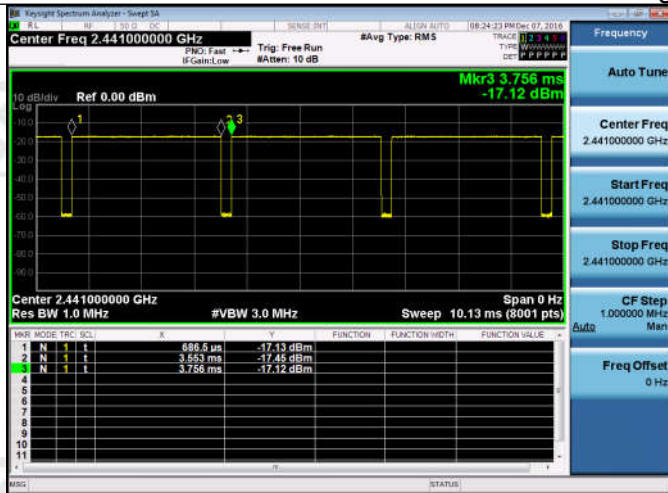 Keysight Spectrum Analyzer - Swept SA
RL RF 50 Ω DC SENSE:INT ALIGN AUTO 08:24:23 PM Dec 07, 2016
Center Freq 2.441000000 GHz
PNO: Fast
IFGain:Low
Trig: Free Run
#Atten: 10 dB
#Avg Type: RMS
TRACE 1 2 3 4 5 6
TYPE W
DET P P P P P P
Frequency
Auto Tune
Mkr3 3.756 ms
-17.12 dBm
10 dB/div Ref 0.00 dBm
Log
-10.0
-20.0
-30.0
-40.0
-50.0
-60.0
-70.0
-80.0
-90.0
1
2 3
Center Freq
2.441000000 GHz
Start Freq
2.441000000 GHz
Stop Freq
2.441000000 GHz
CF Step
1.000000 MHz
Auto Man
Freq Offset
0 Hz
Center 2.441000000 GHz Span 0 Hz
Res BW 1.0 MHz #VBW 3.0 MHz Sweep 10.13 ms (8001 pts)
MKR MODE TRC SCL X Y FUNCTION FUNCTION WIDTH FUNCTION VALUE
1 N 1 t 686.5 µs -17.13 dBm
2 N 1 t 3.553 ms -17.45 dBm
3 N 1 t 3.756 ms -17.12 dBm
4
5
6
7
8
9
10
11
MSG STATUS